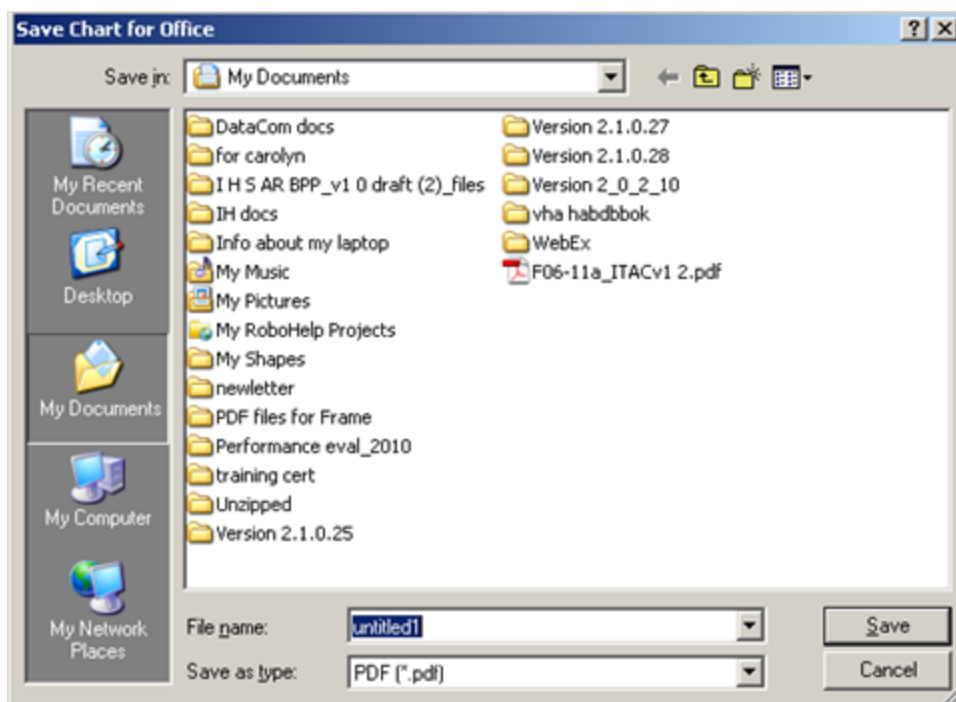 Save Chart for Office
Save in:
My Documents
My Recent
Documents
Desktop
My Documents
My Computer
My Network
Places
DataCom docs
for carolyn
I H S AR BPP_v1 0 draft (2)_files
IH docs
Info about my laptop
My Music
My Pictures
My RoboHelp Projects
My Shapes
newletter
PDF files for Frame
Performance eval_2010
training cert
Unzipped
Version 2.1.0.25
Version 2.1.0.27
Version 2.1.0.28
Version 2_0_2_10
vha habdbbok
WebEx
F06-11a_ITACv1 2.pdf
File name:
untitled1
Save
Save as type:
PDF (*.pdf)
Cancel